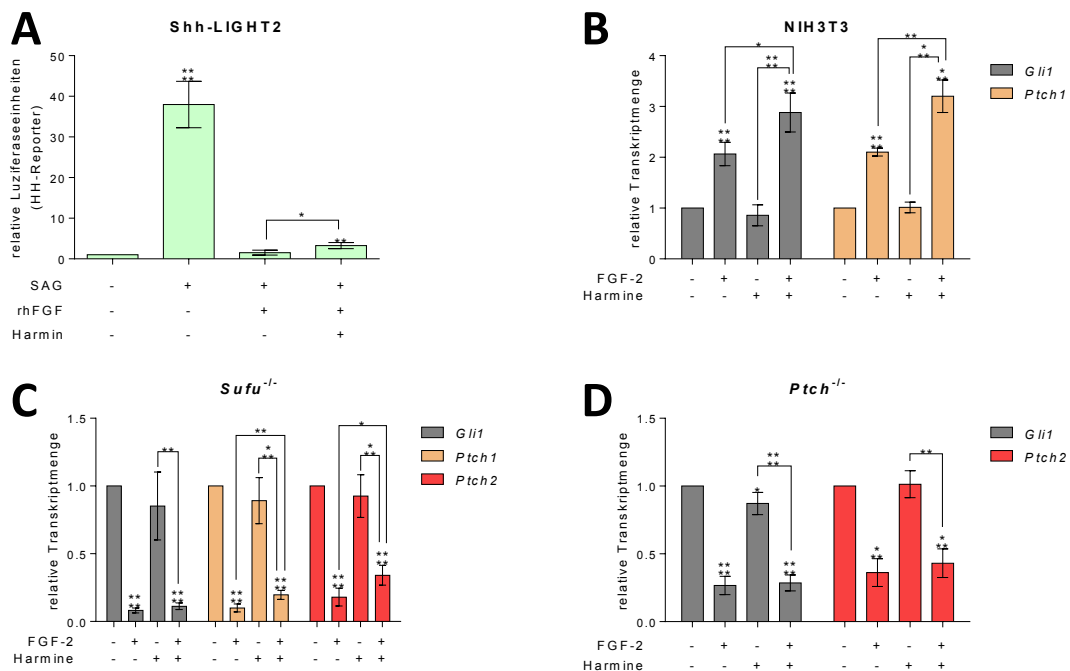 A
Shh-LIGHT2
relative Luziferaseeinheiten
(HH-Reporter)
50
40
30
20
10
0
**
**
*
**
SAG - + + +
rhFGF - - + +
Harmin - - - +
B
NIH3T3
relative Transkriptmenge
4
3
2
1
0
*
**
**
**
**
**
**
**
*
**
*
**
**
**
Gli1
Ptch1
FGF-2 - + - + - + - +
Harmine - - + + - - + +
C
Sufu-/-
relative Transkriptmenge
1.5
1.0
0.5
0.0
**
**
*
**
*
*
**
**
**
**
**
**
**
**
**
**
**
**
**
Gli1
Ptch1
Ptch2
FGF-2 - + - + - + - + - + - +
Harmine - - + + - - + + - - + +
D
Ptch-/-
relative Transkriptmenge
1.5
1.0
0.5
0.0
**
**
**
*
**
**
**
**
*
**
*
**
Gli1
Ptch2
FGF-2 - + - + - + - +
Harmine - - + + - - + +